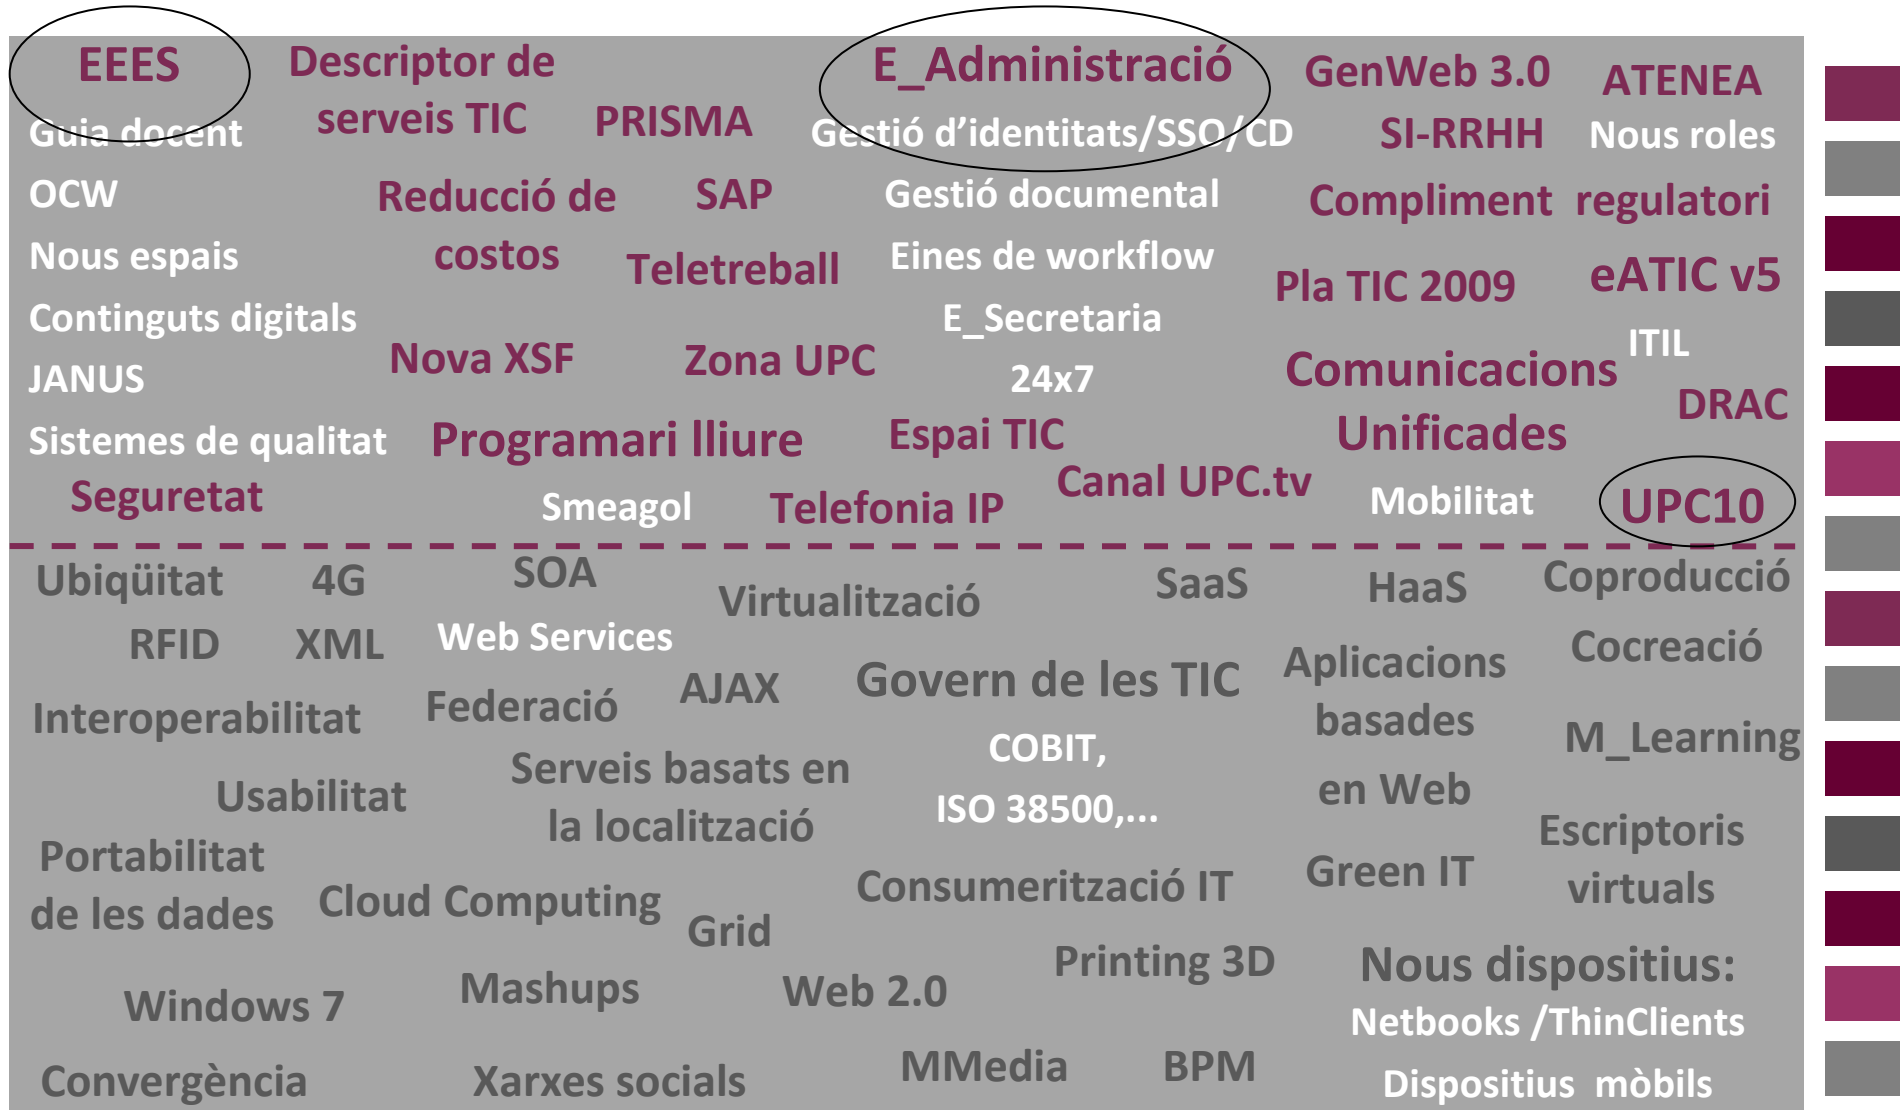 EEES
Descriptor de
serveis TIC
PRISMA
E_Administració
GenWeb 3.0
ATENEA
Guia docent
Gestió d'identitats/SSO/CD
SI-RRHH
Nous roles
OCW
Reducció de
costos
SAP
Gestió documental
Compliment regulatori
Nous espais
Teletreball
Eines de workflow
Pla TIC 2009
eATIC v5
Continguts digitals
E_Secretaria
ITIL
JANUS
Nova XSF
Zona UPC
24x7
Comunicacions
Unificades
DRAC
Sistemes de qualitat
Programari lliure
Espai TIC
Seguretat
Smeagol
Telefonia IP
Canal UPC.tv
Mobilitat
UPC10
Ubiqüitat
4G
SOA
Virtualització
SaaS
HaaS
Coproducció
RFID
XML
Web Services
Cocreació
Interoperabilitat
Federació
AJAX
Govern de les TIC
COBIT,
ISO 38500,...
Aplicacions
basades
en Web
M_Learning
Usabilitat
Serveis basats en
la localització
Portabilitat
de les dades
Cloud Computing
Grid
Consumerització IT
Green IT
Escriptoris
virtuals
Windows 7
Mashups
Web 2.0
Printing 3D
Nous dispositius:
Netbooks /ThinClients
Dispositius mòbils
Convergència
Xarxes socials
MMedia
BPM